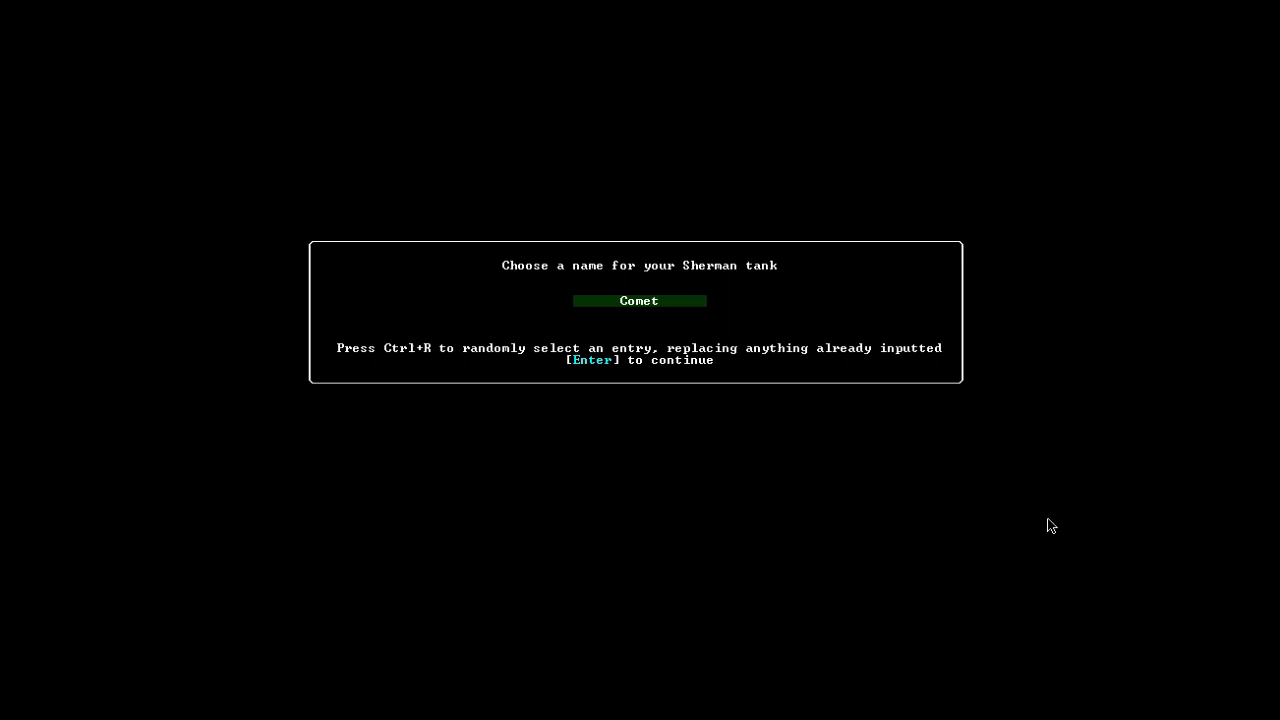 Choose a name for your Sherman tank
Comet
Press Ctrl+R to randomly select an entry, replacing anything already inputted
[Enter] to continue